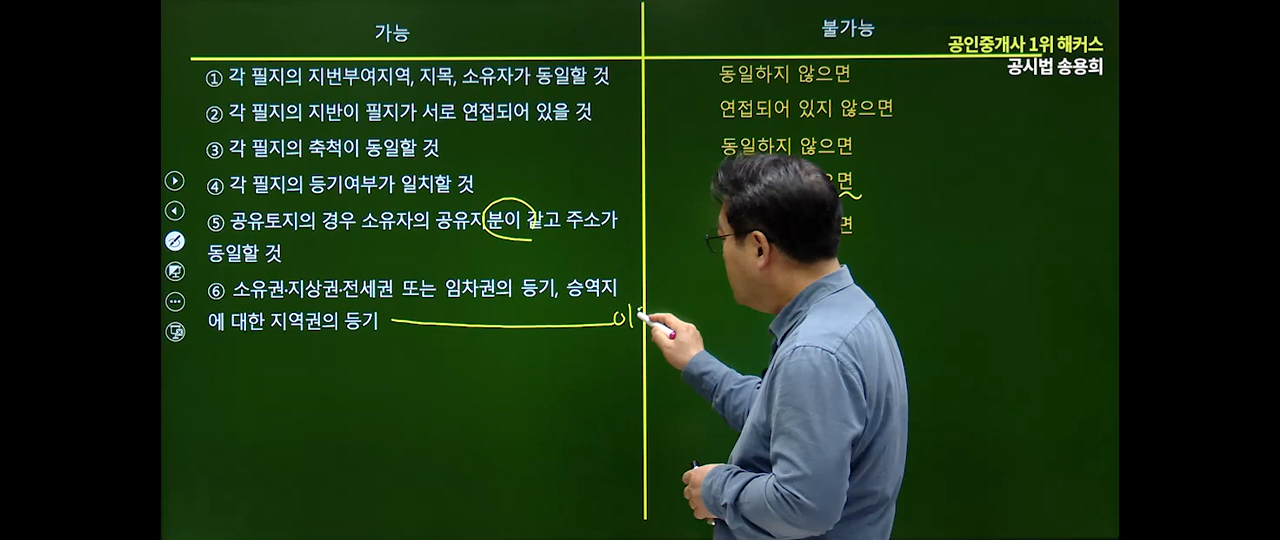 가능
불가능
공인중개사 1위 해커스
공시법 송용희
① 각 필지의 지번부여지역, 지목, 소유자가 동일할 것
동일하지 않으면
② 각 필지의 지반이 필지가 서로 연접되어 있을 것
연접되어 있지 않으면
③ 각 필지의 축척이 동일할 것
동일하지 않으면
④ 각 필지의 등기여부가 일치할 것
면
⑤ 공유토지의 경우 소유자의 공유지분이 같고 주소가
면
동일할 것
⑥ 소유권·지상권·전세권 또는 임차권의 등기, 승역지
에 대한 지역권의 등기